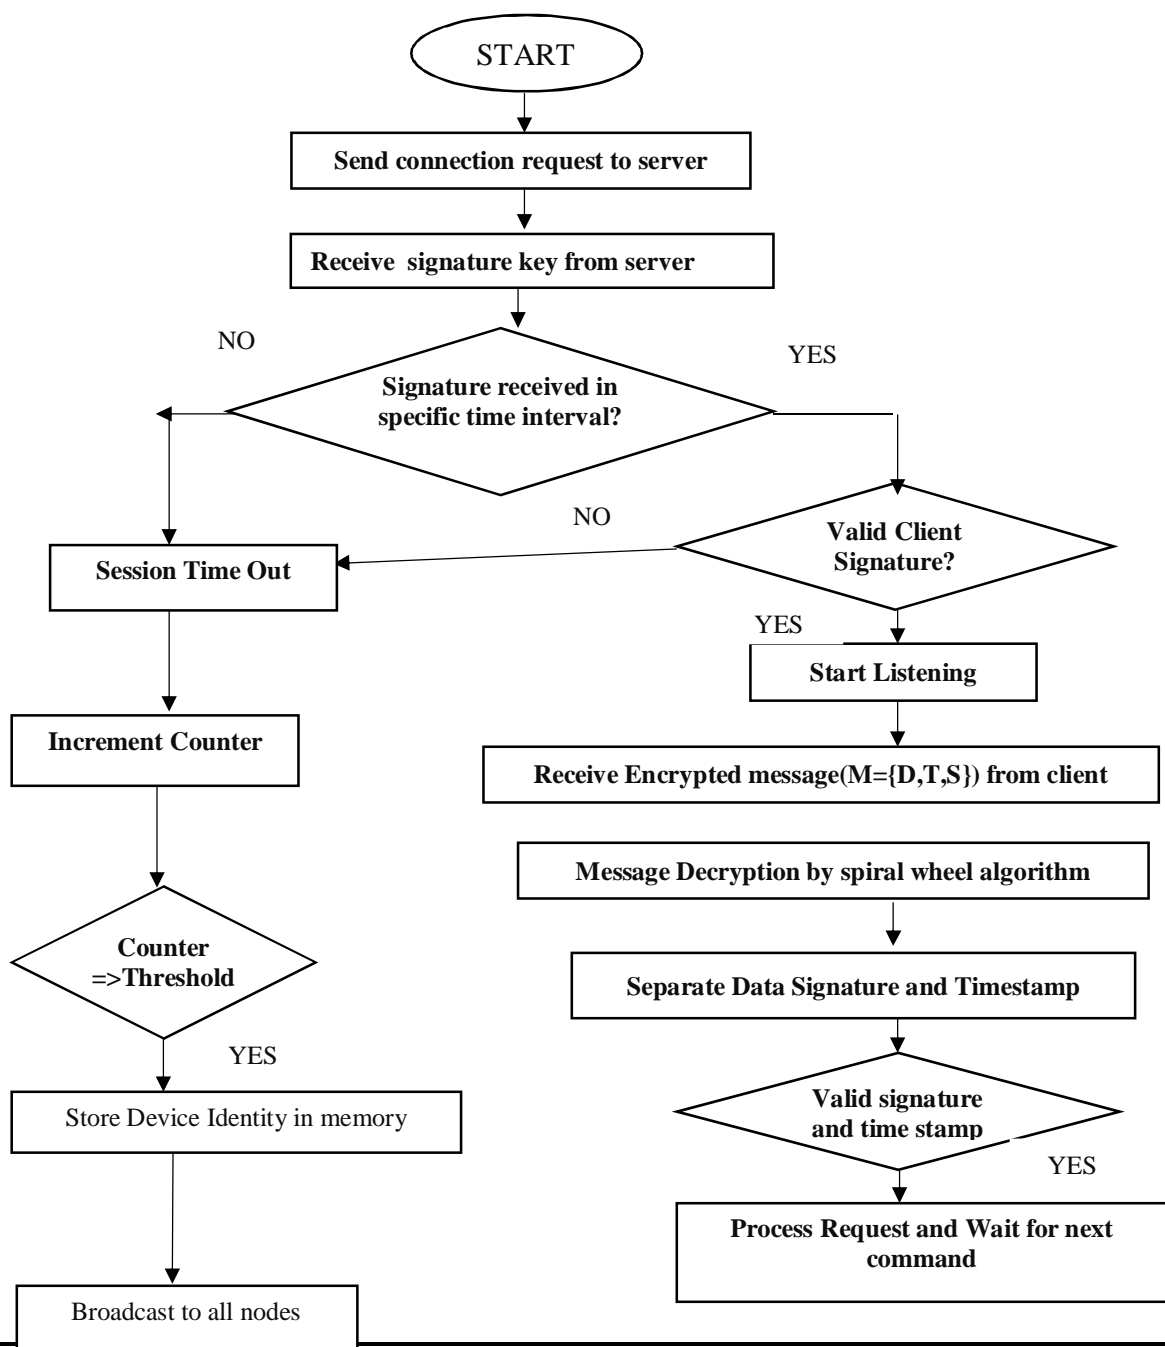 START
Send connection request to server
Receive  signature key from server
NO
YES
Signature received in
specific time interval?
NO
Valid Client
Signature?
Session Time Out
YES
Start Listening
Increment Counter
Receive Encrypted message(M={D,T,S}) from client
Message Decryption by spiral wheel algorithm
Counter
=>Threshold
Separate Data Signature and Timestamp
YES
Store Device Identity in memory
Valid signature
and time stamp
YES
Process Request and Wait for next
command
Broadcast to all nodes